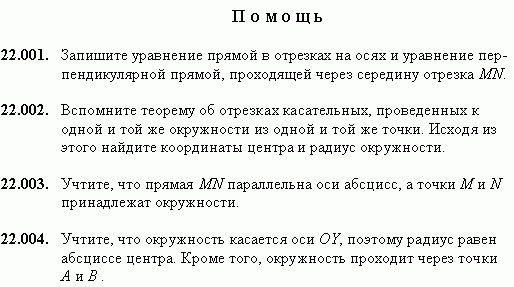 Помощь
22.001. Запишите уравнение прямой в отрезках на осях и уравнение пер-
пендикулярной прямой, проходящей через середину отрезка MN.
22.002. Вспомните теорему об отрезках касательных, проведенных к
одной и той же окружности из одной и той же точки. Исходя из
этого найдите координаты центра и радиус окружности.
22.003. Учтите, что прямая MN параллельна оси абсцисс, а точки M и N
принадлежат окружности.
22.004. Учтите, что окружность касается оси OY, поэтому радиус равен
абсциссе центра. Кроме того, окружность проходит через точки
A и B .